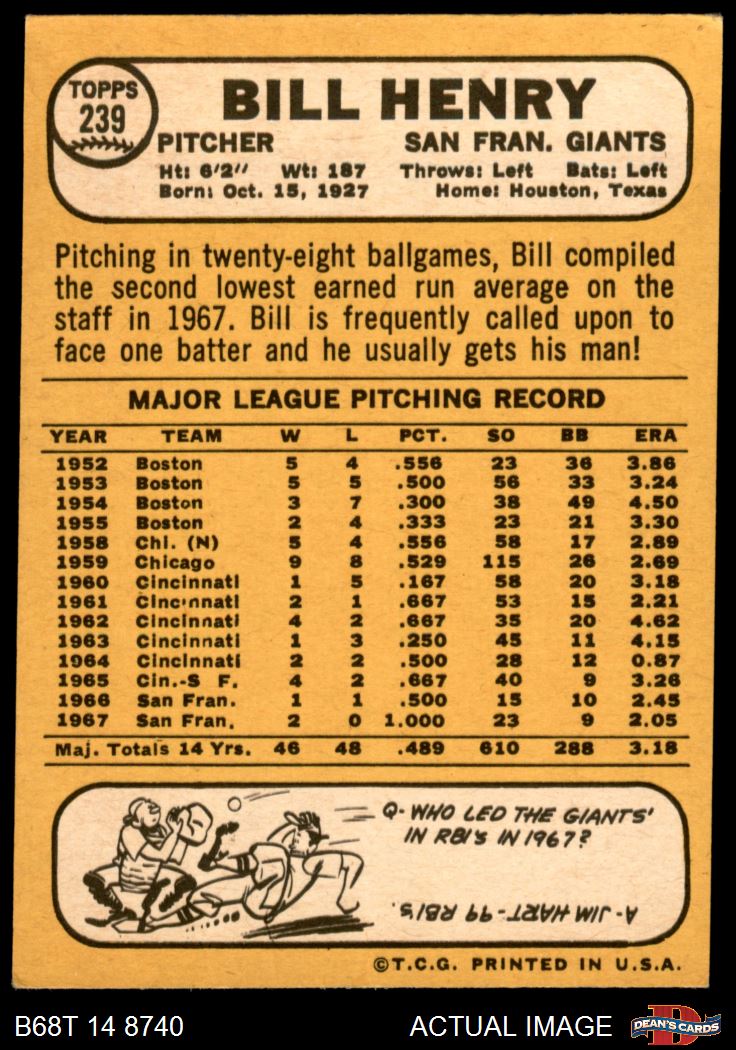 TOPPS
239
BILL HENRY
PITCHER SAN FRAN. GIANTS
Ht: 6'2" Wt: 187 Throws: Left Bats: Left
Born: Oct. 15, 1927 Home: Houston, Texas
Pitching in twenty-eight ballgames, Bill compiled
the second lowest earned run average on the
staff in 1967. Bill is frequently called upon to
face one batter and he usually gets his man!
MAJOR LEAGUE PITCHING RECORD
YEAR TEAM W L PCT. SO BB ERA
1952 Boston 5 4 .556 23 36 3.86
1953 Boston 5 5 .500 56 33 3.24
1954 Boston 3 7 .300 38 49 4.50
1955 Boston 2 4 .333 23 21 3.30
1958 Chi. (N) 5 4 .556 58 17 2.89
1959 Chicago 9 8 .529 115 26 2.69
1960 Cincinnati 1 5 .167 58 20 3.18
1961 Cincinnati 2 1 .667 53 15 2.21
1962 Cincinnati 4 2 .667 35 20 4.62
1963 Cincinnati 1 3 .250 45 11 4.15
1964 Cincinnati 2 2 .500 28 12 0.87
1965 Cin.-S F. 4 2 .667 40 9 3.26
1966 San Fran. 1 1 .500 15 10 2.45
1967 San Fran. 2 0 1.000 23 9 2.05
Maj. Totals 14 Yrs. 46 48 .489 610 288 3.18
Q- WHO LED THE GIANTS'
IN RBI'S IN 1967?
A- JIM HART- 99 RBI'S.
©T.C.G. PRINTED IN U.S.A.
B68T 14 8740 ACTUAL IMAGE
DEAN'S CARDS